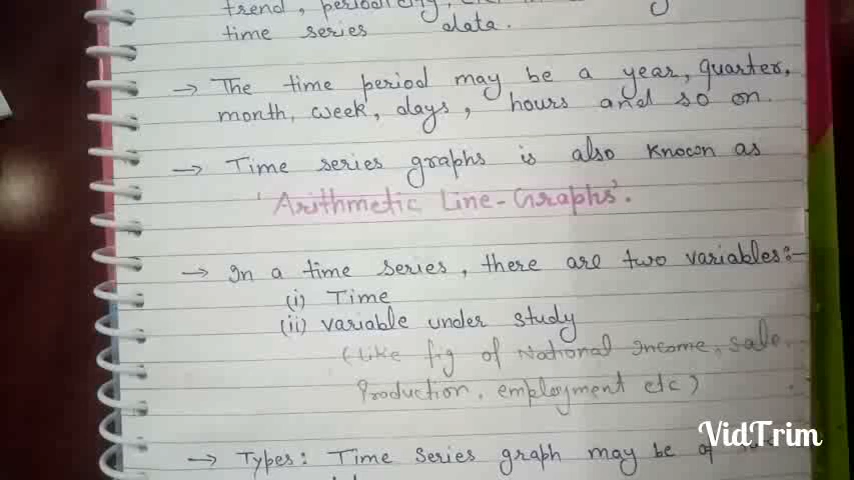 trend, periodicity,
time series data.
→ The time period may be a year, quarter,
month, week, days, hours and so on.
→ Time series graphs is also known as
'Arithmetic Line-Graphs'.
→ In a time series, there are two variables:-
(i) Time
(ii) variable under study
(like fig of National Income, sale,
Production, employment etc)
→ Types: Time series graph may be of
VidTrim